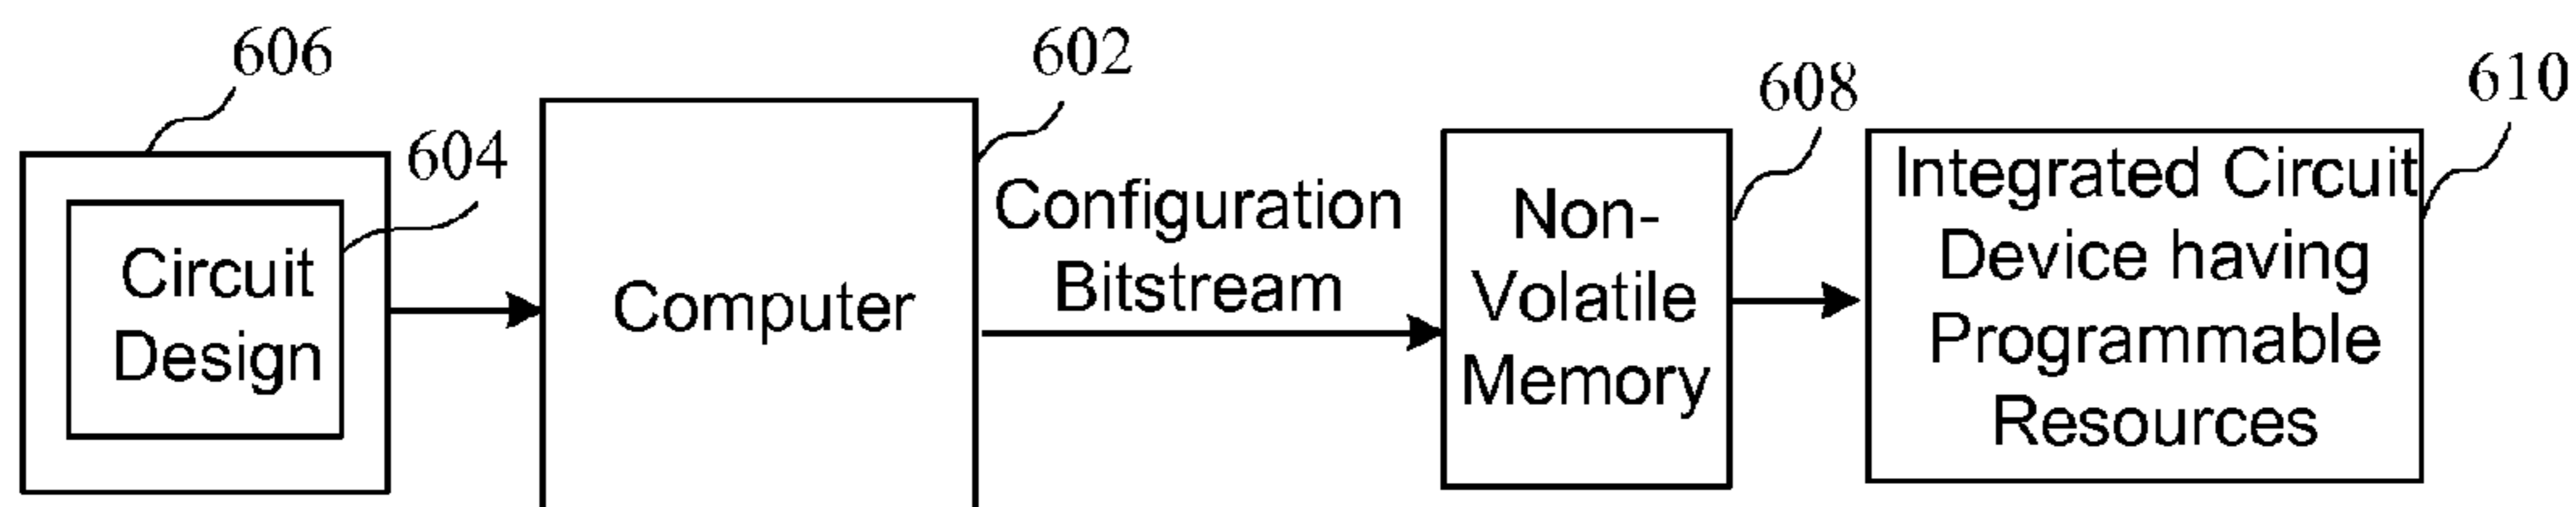 606
604
Circuit
Design
602
Computer
Configuration
Bitstream
608
Non-
Volatile
Memory
610
Integrated Circuit
Device having
Programmable
Resources